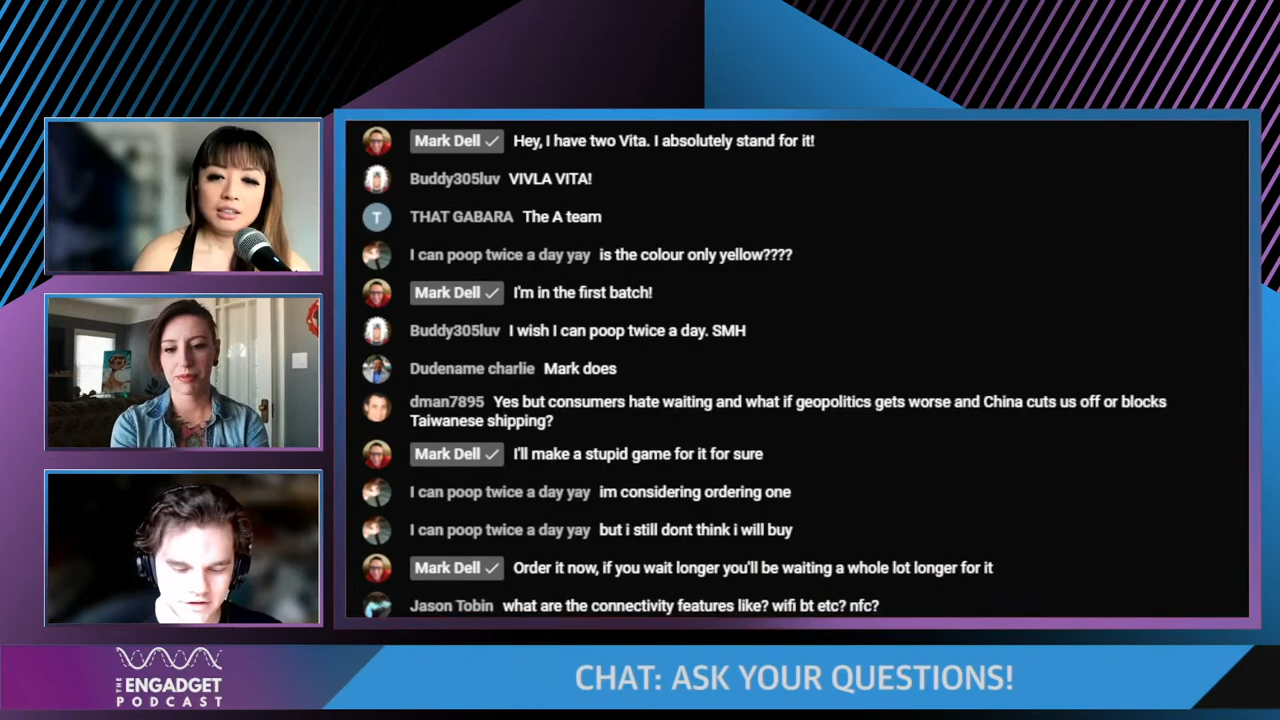 Mark Dell ✓ Hey, I have two Vita. I absolutely stand for it!
Buddy305luv VIVLA VITA!
T THAT GABARA The A team
I can poop twice a day yay is the colour only yellow????
Mark Dell ✓ I'm in the first batch!
Buddy305luv I wish I can poop twice a day. SMH
Dudename charlie Mark does
dman7895 Yes but consumers hate waiting and what if geopolitics gets worse and China cuts us off or blocks
Taiwanese shipping?
Mark Dell ✓ I'll make a stupid game for it for sure
I can poop twice a day yay im considering ordering one
I can poop twice a day yay but i still dont think i will buy
Mark Dell ✓ Order it now, if you wait longer you'll be waiting a whole lot longer for it
Jason Tobin what are the connectivity features like? wifi bt etc? nfc?
THE ENGADGET
PODCAST
CHAT: ASK YOUR QUESTIONS!